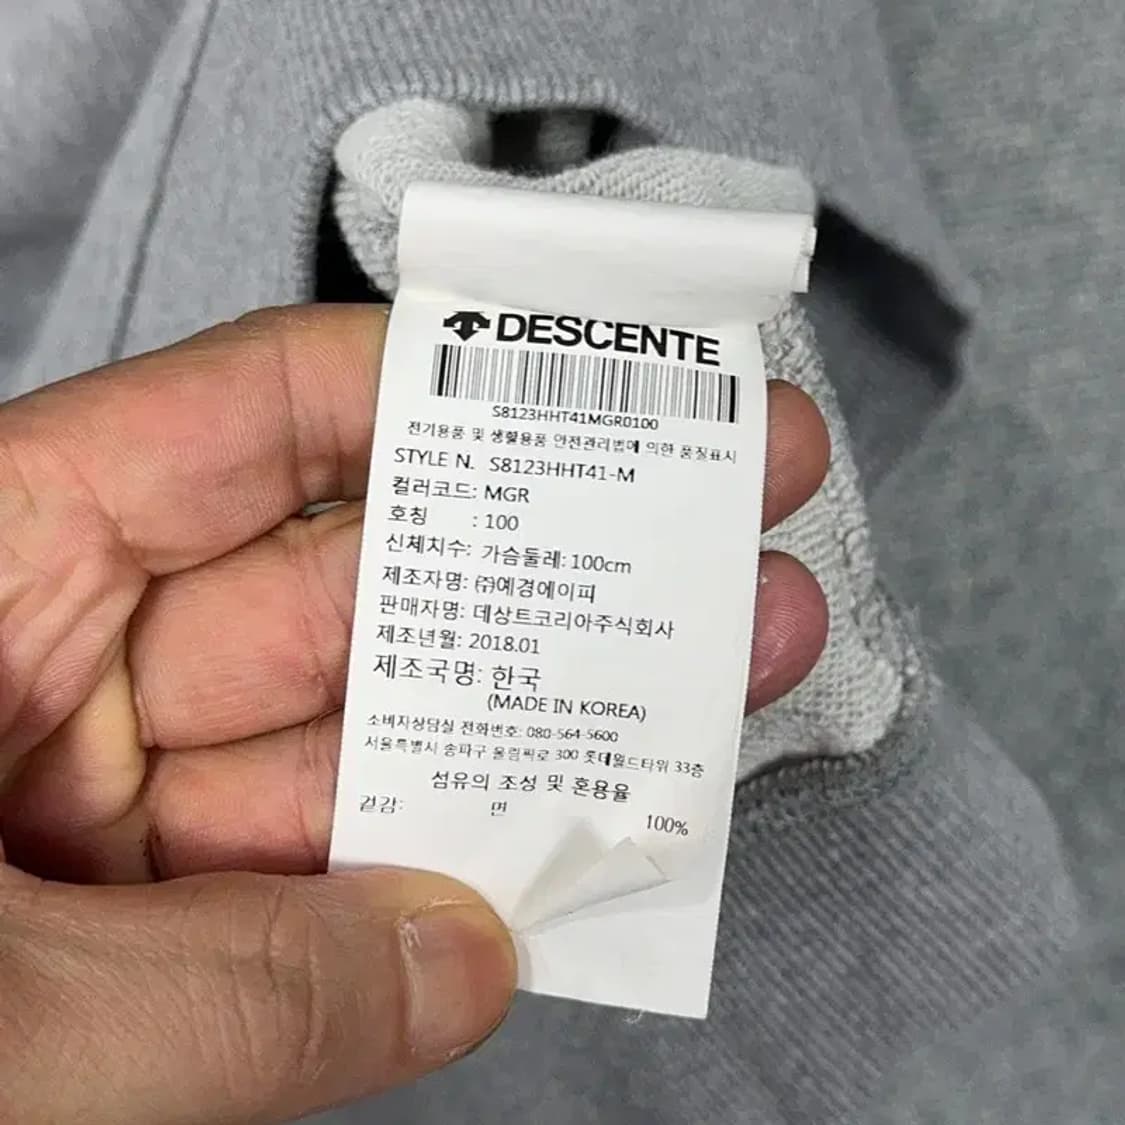 DESCENTE
S8123HHT41MGR0100
전기용품 및 생활용품 안전관리법에 의한 품질표시
STYLE N. S8123HHT41-M
컬러코드: MGR
호칭 : 100
신체치수: 가슴둘레: 100cm
제조자명: ㈜예경에이피
판매자명: 데상트코리아주식회사
제조년월: 2018.01
제조국명: 한국
(MADE IN KOREA)
소비자상담실 전화번호: 080-564-5600
서울특별시 송파구 올림픽로 300 롯데월드타워 33층
섬유의 조성 및 혼용율
겉감: 면 100%